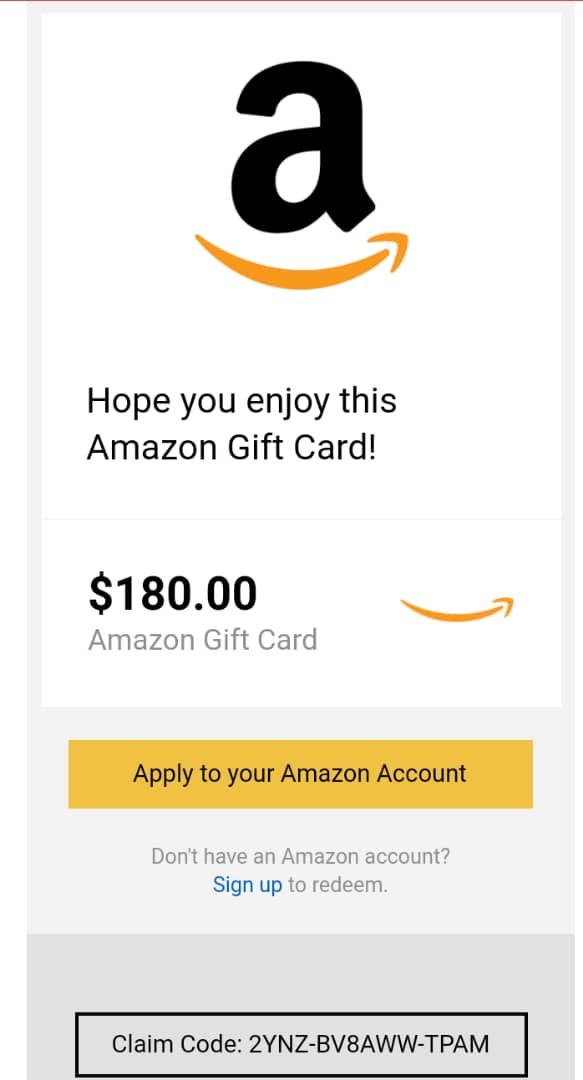 a
Hope you enjoy this
Amazon Gift Card!
$180.00
Amazon Gift Card
Apply to your Amazon Account
Don't have an Amazon account?
Sign up to redeem.
Claim Code: 2YNZ-BV8AWW-TPAM